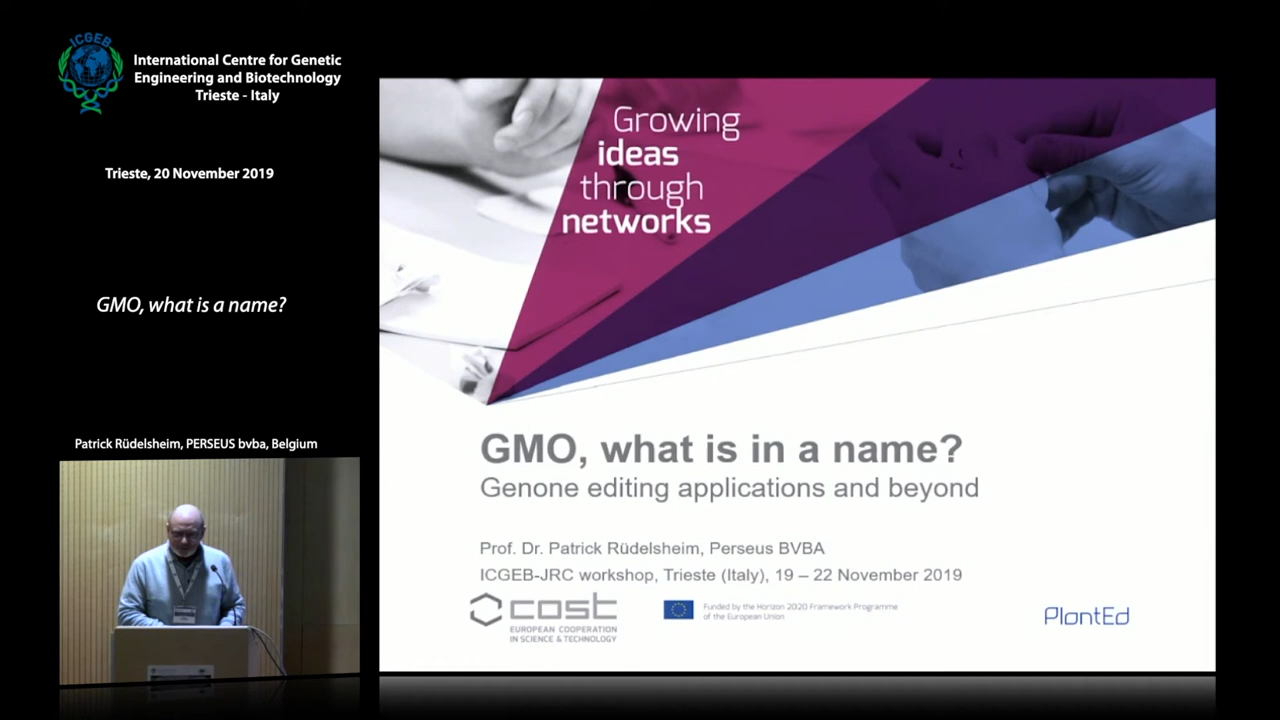 ICGEB
International Centre for Genetic
Engineering and Biotechnology
Trieste - Italy
Trieste, 20 November 2019
GMO, what is a name?
Patrick Rüdelsheim, PERSEUS bvba, Belgium
Growing
ideas
through
networks
GMO, what is in a name?
Genone editing applications and beyond
Prof. Dr. Patrick Rüdelsheim, Perseus BVBA
ICGEB-JRC workshop, Trieste (Italy), 19 – 22 November 2019
cost
EUROPEAN COOPERATION
IN SCIENCE & TECHNOLOGY
Funded by the Horizon 2020 Framework Programme
of the European Union
PlantEd